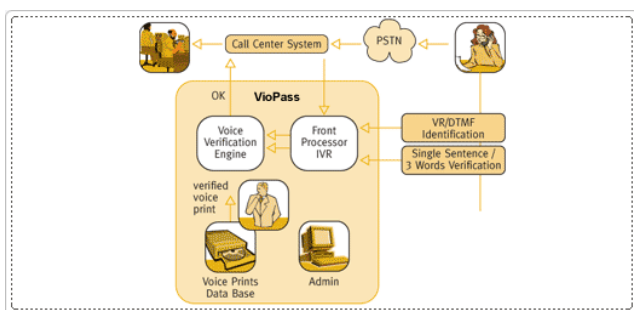 Call Center System
PSTN
OK
VioPass
Voice
Verification
Engine
Front
Processor
IVR
VR/DTMF
Identification
Single Sentence /
3 Words Verification
verified
voice
print
Voice Prints
Data Base
Admin